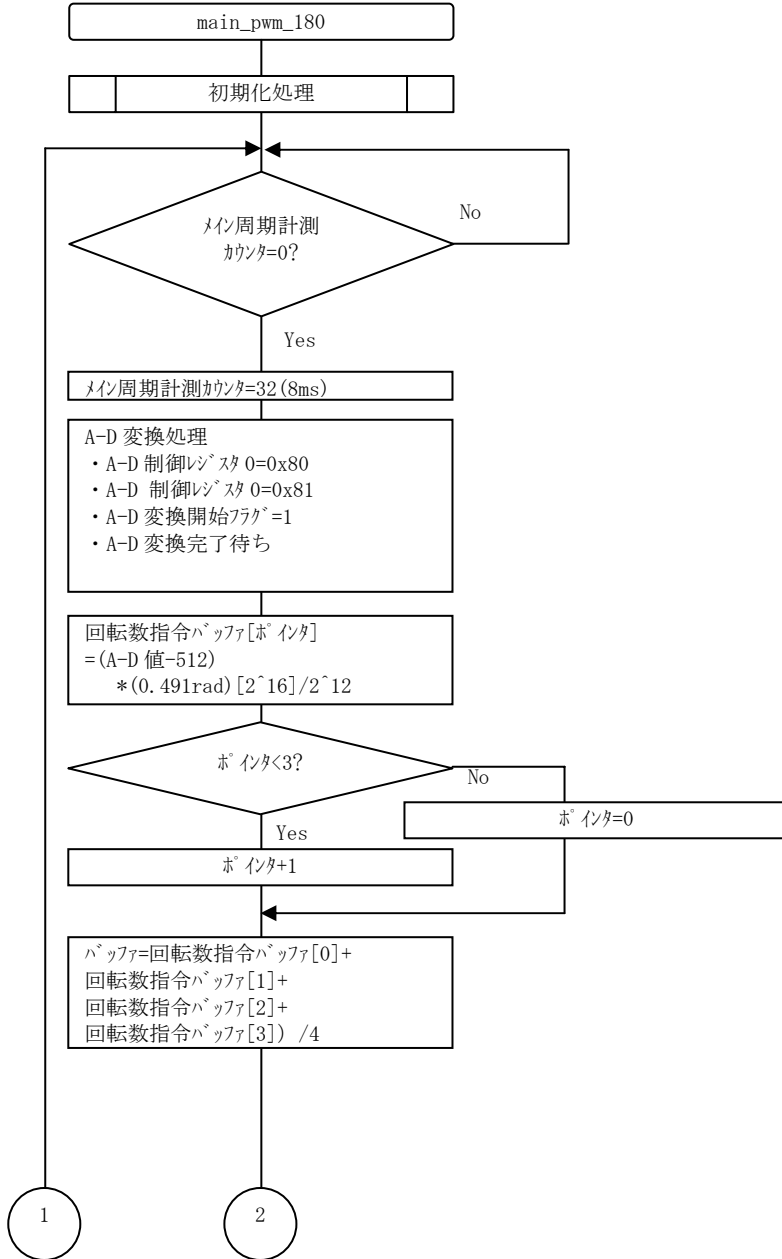 main_pwm_180
初期化処理
ﾒｲﾝ周期計測
ｶｳﾝﾀ=0?
No
Yes
ﾒｲﾝ周期計測ｶｳﾝﾀ=32(8ms)
A-D 変換処理
・A-D 制御ﾚｼﾞｽﾀ 0=0x80
・A-D 制御ﾚｼﾞｽﾀ 0=0x81
・A-D 変換開始ﾌﾗｸﾞ=1
・A-D 変換完了待ち
回転数指令ﾊﾞｯﾌｧ[ﾎﾟｲﾝﾀ]
=(A-D 値-512)
*(0.491rad)[2^16]/2^12
ﾎﾟｲﾝﾀ<3?
No
Yes
ﾎﾟｲﾝﾀ=0
ﾎﾟｲﾝﾀ+1
ﾊﾞｯﾌｧ=回転数指令ﾊﾞｯﾌｧ[0]+
回転数指令ﾊﾞｯﾌｧ[1]+
回転数指令ﾊﾞｯﾌｧ[2]+
回転数指令ﾊﾞｯﾌｧ[3]) /4
1
2